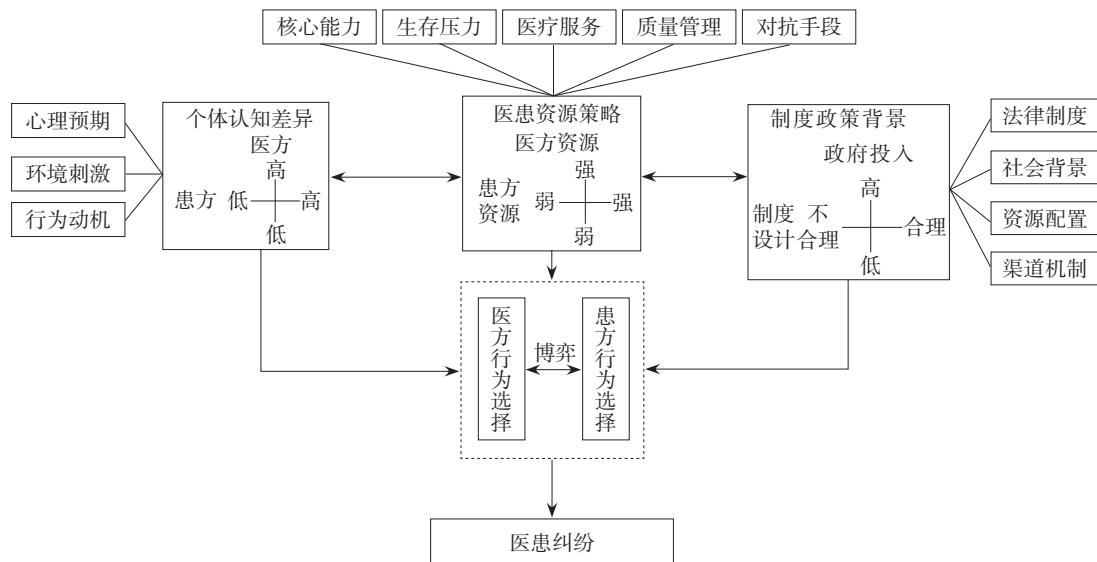 核心能力
生存压力
医疗服务
质量管理
对抗手段
心理预期
环境刺激
行为动机
个体认知差异
医方
高
患方 低 高
低
医患资源策略
医方资源
强
患方
资源
弱 强
弱
制度政策背景
政府投入
高
制度 不
设计合理 合理
低
法律制度
社会背景
资源配置
渠道机制
医方行为选择
博弈
患方行为选择
医患纠纷